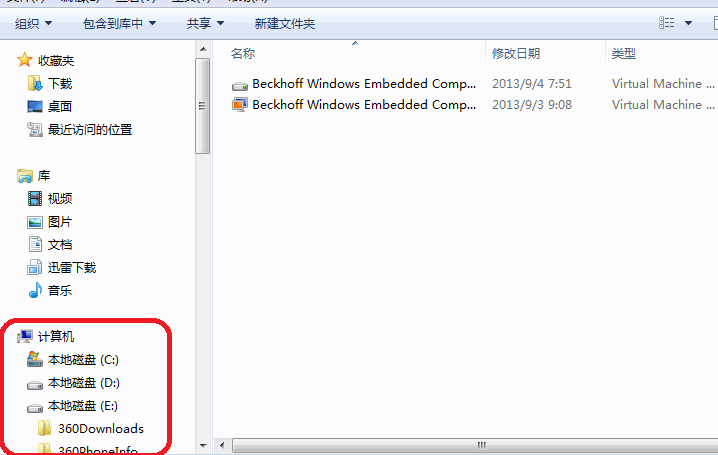 组织 包含到库中 共享 新建文件夹
收藏夹
下载
桌面
最近访问的位置
库
视频
图片
文档
迅雷下载
音乐
计算机
本地磁盘 (C:)
本地磁盘 (D:)
本地磁盘 (E:)
360Downloads
360PhoneInfo
名称 修改日期 类型
Beckhoff Windows Embedded Comp... 2013/9/4 7:51 Virtual Machine ...
Beckhoff Windows Embedded Comp... 2013/9/3 9:08 Virtual Machine ...